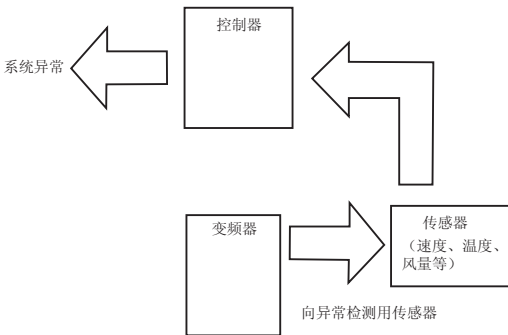 控制器
系统异常
变频器
传感器
（速度、温度、
风量等）
向异常检测用传感器